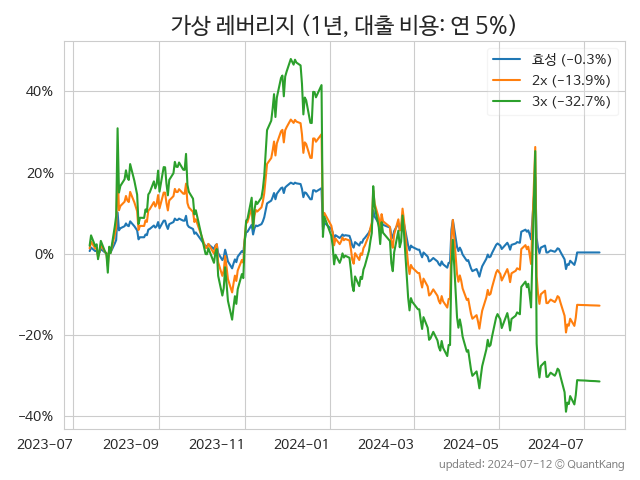 가상 레버리지 (1년, 대출 비용: 연 5%)
효성 (−0.3%)
2x (−13.9%)
3x (−32.7%)
40%
20%
0%
−20%
−40%
2023-07 2023-09 2023-11 2024-01 2024-03 2024-05 2024-07
updated: 2024-07-12 © QuantKang